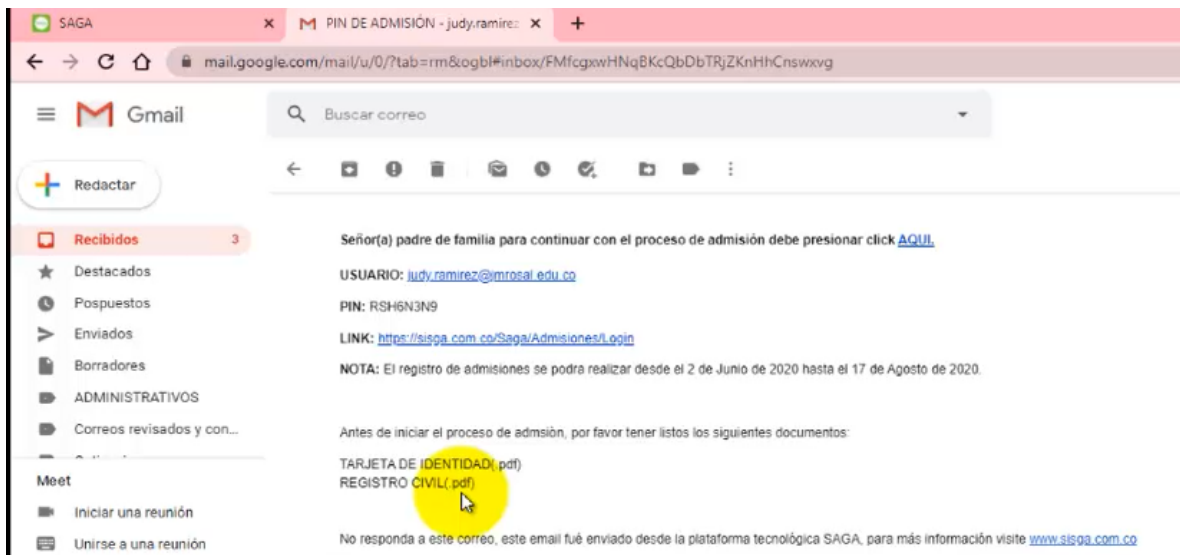 SAGA
PIN DE ADMISIÓN - judy.ramirez
mail.google.com/mail/u/0/?tab=rm&ogbl#inbox/FMfcgxwHNqBKcQbDbTRjZKnHhCnswxvg
Gmail
Buscar correo
Redactar
Recibidos 3
Destacados
Pospuestos
Enviados
Borradores
ADMINISTRATIVOS
Correos revisados y con...
Meet
Iniciar una reunión
Unirse a una reunión
Señor(a) padre de familia para continuar con el proceso de admisión debe presionar click AQUI.
USUARIO: judy.ramirez@jmrosal.edu.co
PIN: RSH6N3N9
LINK: https://sisga.com.co/Saga/Admisiones/Login
NOTA: El registro de admisiones se podra realizar desde el 2 de Junio de 2020 hasta el 17 de Agosto de 2020.
Antes de iniciar el proceso de admsión, por favor tener listos los siguientes documentos:
TARJETA DE IDENTIDAD(.pdf)
REGISTRO CIVIL(.pdf)
No responda a este correo, este email fué enviado desde la plataforma tecnológica SAGA, para más información visite www.sisga.com.co